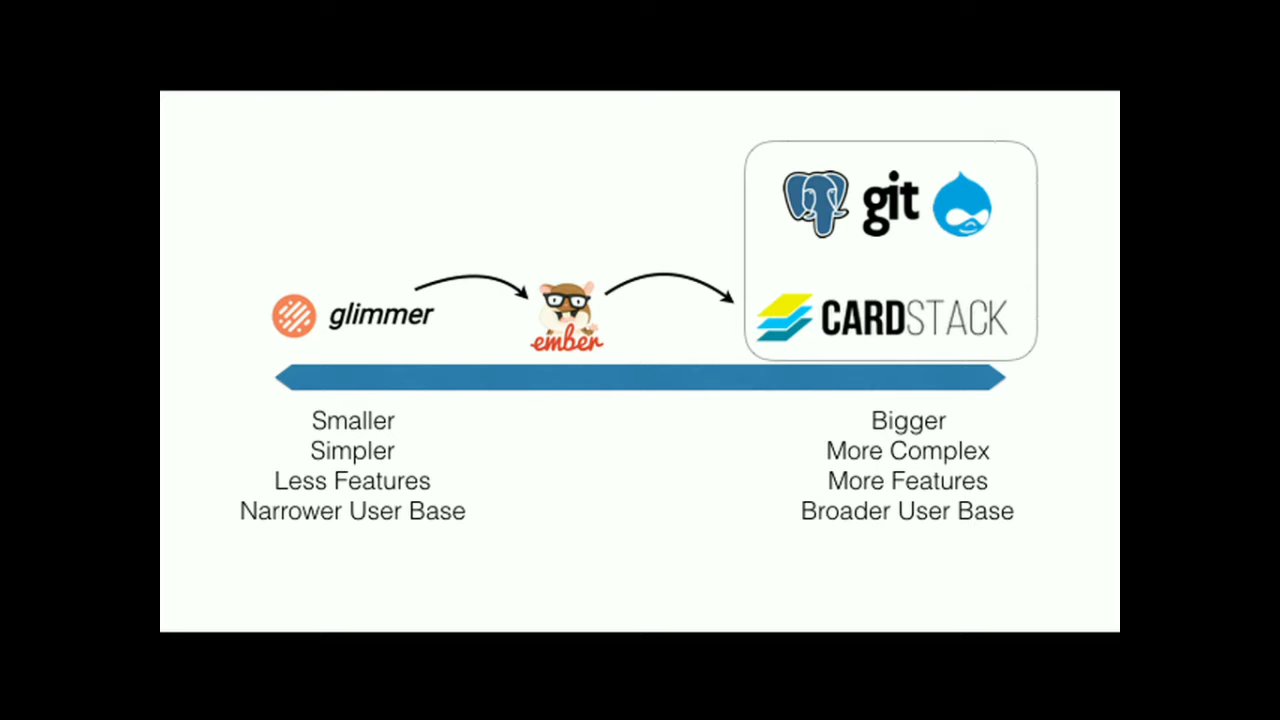 git
glimmer
ember
CARDSTACK
Smaller
Simpler
Less Features
Narrower User Base
Bigger
More Complex
More Features
Broader User Base